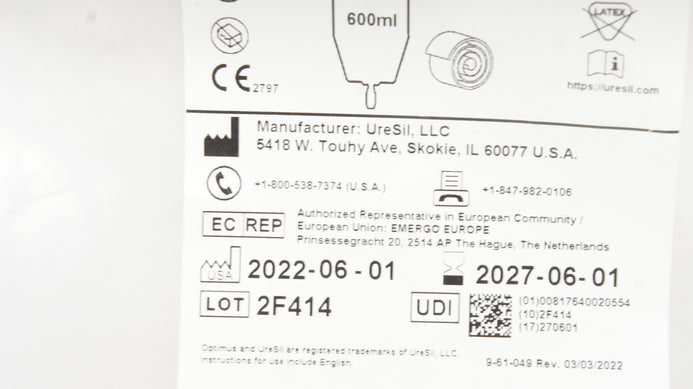 600ml
LATEX
CE 2797
https://uresil.com
Manufacturer: UreSil, LLC
5418 W. Touhy Ave, Skokie, IL 60077 U.S.A.
+1-800-538-7374 (U.S.A.)
+1-847-982-0106
EC REP
Authorized Representative in European Community /
European Union: EMERGO EUROPE
Prinsessegracht 20, 2514 AP The Hague, The Netherlands
USA
2022-06-01
2027-06-01
LOT 2F414
UDI
(01)00817640020554
(10)2F414
(17)270601
Optimus and UreSil are registered trademarks of UreSil, LLC.
Instructions for use include English.
9-61-049 Rev. 03/03/2022